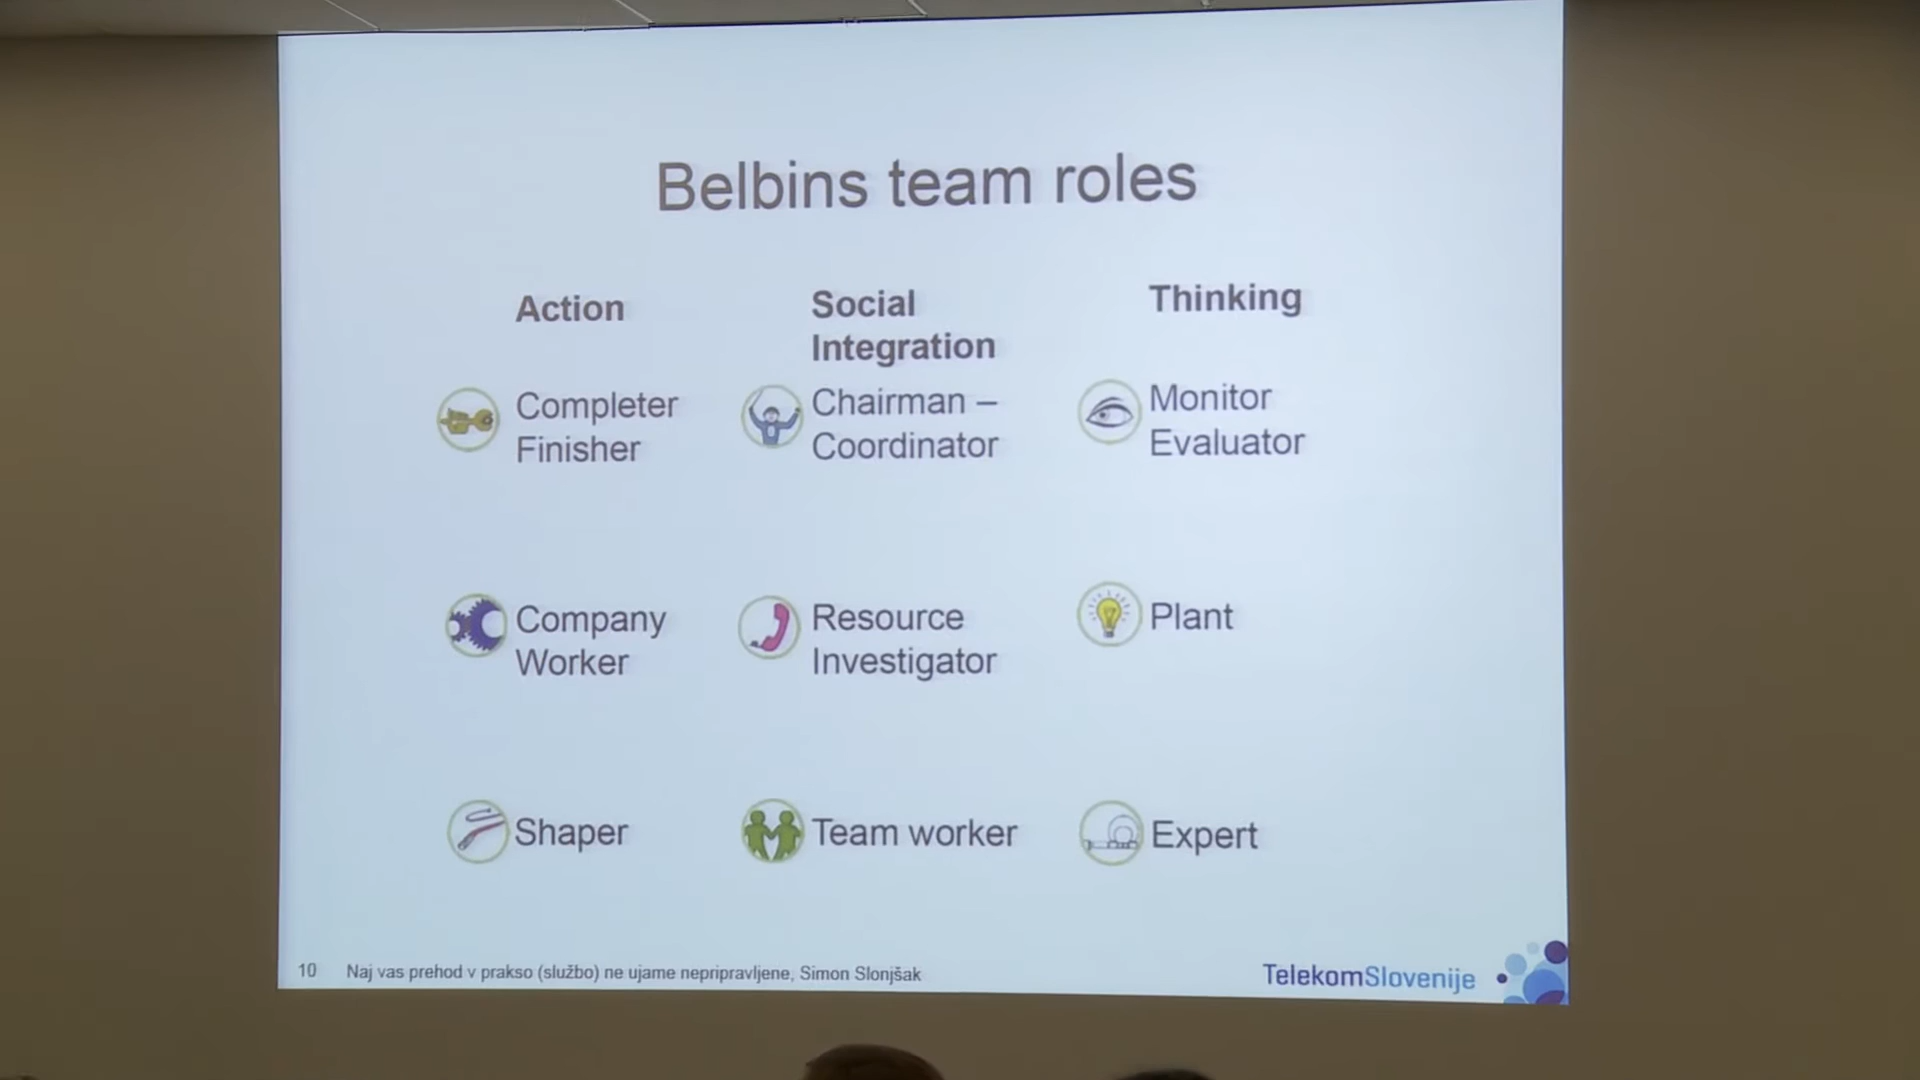 Belbins team roles
Action
Social
Integration
Thinking
Completer
Finisher
Chairman –
Coordinator
Monitor
Evaluator
Company
Worker
Resource
Investigator
Plant
Shaper
Team worker
Expert
10 Naj vas prehod v prakso (službo) ne ujame nepripravljene, Simon Slonjšak
TelekomSlovenije